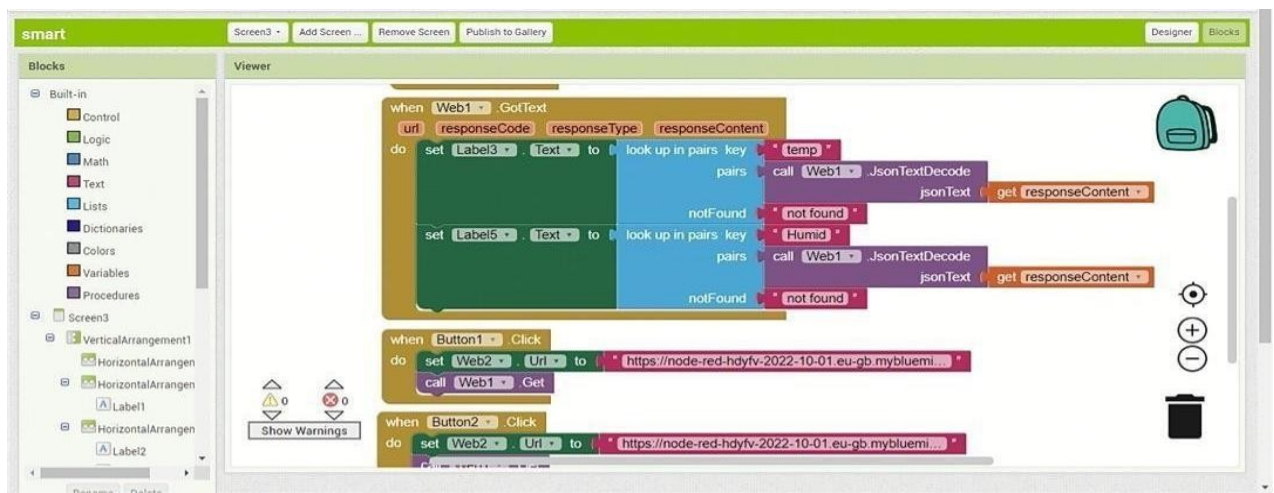 smart Screen3 Add Screen ... Remove Screen Publish to Gallery Designer Blocks
Blocks
Viewer
Built-in
Control
Logic
Math
Text
Lists
Dictionaries
Colors
Variables
Procedures
Screen3
VerticalArrangement1
HorizontalArrangen
HorizontalArrangen
Label1
HorizontalArrangen
Label2
Rename Delete
when Web1 .GotText
url responseCode responseType responseContent
do set Label3 . Text to look up in pairs key " temp "
pairs call Web1 .JsonTextDecode
jsonText get responseContent
notFound " not found "
set Label5 . Text to look up in pairs key " Humid "
pairs call Web1 .JsonTextDecode
jsonText get responseContent
notFound " not found "
when Button1 .Click
do set Web2 . Url to " https://node-red-hdyfv-2022-10-01.eu-gb.mybluemi... "
call Web1 .Get
when Button2 .Click
do set Web2 . Url to " https://node-red-hdyfv-2022-10-01.eu-gb.mybluemi... "
0 0
Show Warnings